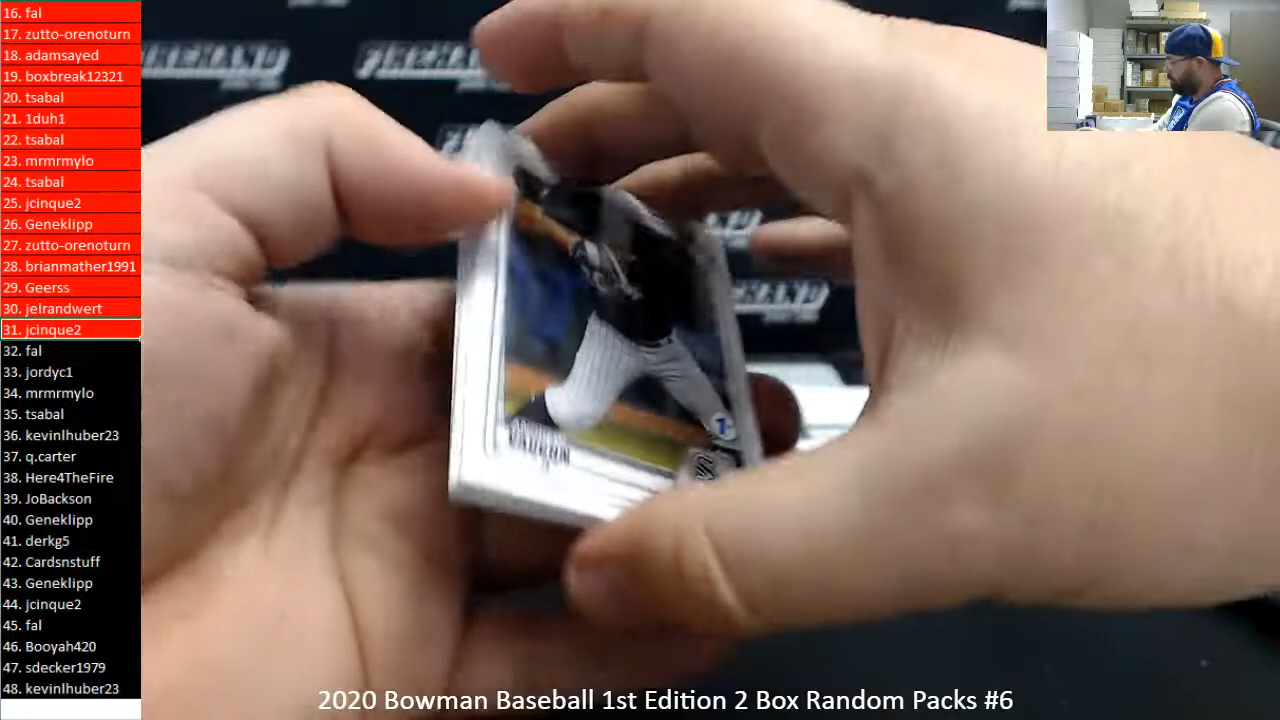 16. fal
17. zutto-orenoturn
18. adamsayed
19. boxbreak12321
20. tsabal
21. 1duh1
22. tsabal
23. mrmrmylo
24. tsabal
25. jcinque2
26. Geneklipp
27. zutto-orenoturn
28. brianmather1991
29. Geerss
30. jelrandwert
31. jcinque2
32. fal
33. jordyc1
34. mrmrmylo
35. tsabal
36. kevinlhuber23
37. q.carter
38. Here4TheFire
39. JoBackson
40. Geneklipp
41. derkg5
42. Cardsnstuff
43. Geneklipp
44. jcinque2
45. fal
46. Booyah420
47. sdecker1979
48. kevinlhuber23
FIREHAND
FIREHAND
VAUGHN
2020 Bowman Baseball 1st Edition 2 Box Random Packs #6